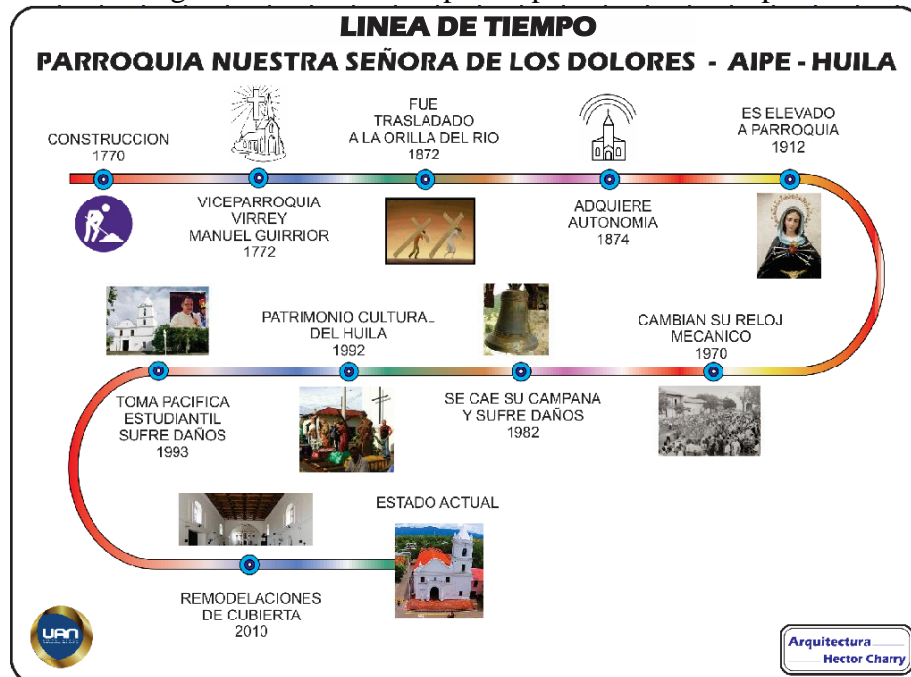 LINEA DE TIEMPO
PARROQUIA NUESTRA SEÑORA DE LOS DOLORES - AIPE - HUILA
CONSTRUCCION
1770
VICEPARROQUIA
VIRREY
MANUEL GUIRRIOR
1772
FUE
TRASLADADO
A LA ORILLA DEL RIO
1872
ADQUIERE
AUTONOMIA
1874
ES ELEVADO
A PARROQUIA
1912
CAMBIAN SU RELOJ
MECANICO
1970
SE CAE SU CAMPANA
Y SUFRE DAÑOS
1982
PATRIMONIO CULTURAL
DEL HUILA
1992
TOMA PACIFICA
ESTUDIANTIL
SUFRE DAÑOS
1993
REMODELACIONES
DE CUBIERTA
2010
ESTADO ACTUAL
UAN
Arquitectura
Hector Charry